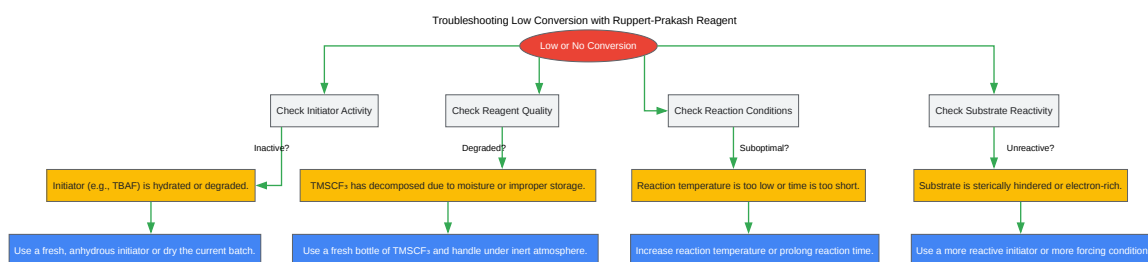 Troubleshooting Low Conversion with Ruppert-Prakash Reagent
Low or No Conversion
Check Initiator Activity
Check Reagent Quality
Check Reaction Conditions
Check Substrate Reactivity
Inactive?
Degraded?
Suboptimal?
Unreactive?
Initiator (e.g., TBAF) is hydrated or degraded.
TMSCF₃ has decomposed due to moisture or improper storage.
Reaction temperature is too low or time is too short.
Substrate is sterically hindered or electron-rich.
Use a fresh, anhydrous initiator or dry the current batch.
Use a fresh bottle of TMSCF₃ and handle under inert atmosphere.
Increase reaction temperature or prolong reaction time.
Use a more reactive initiator or more forcing condition